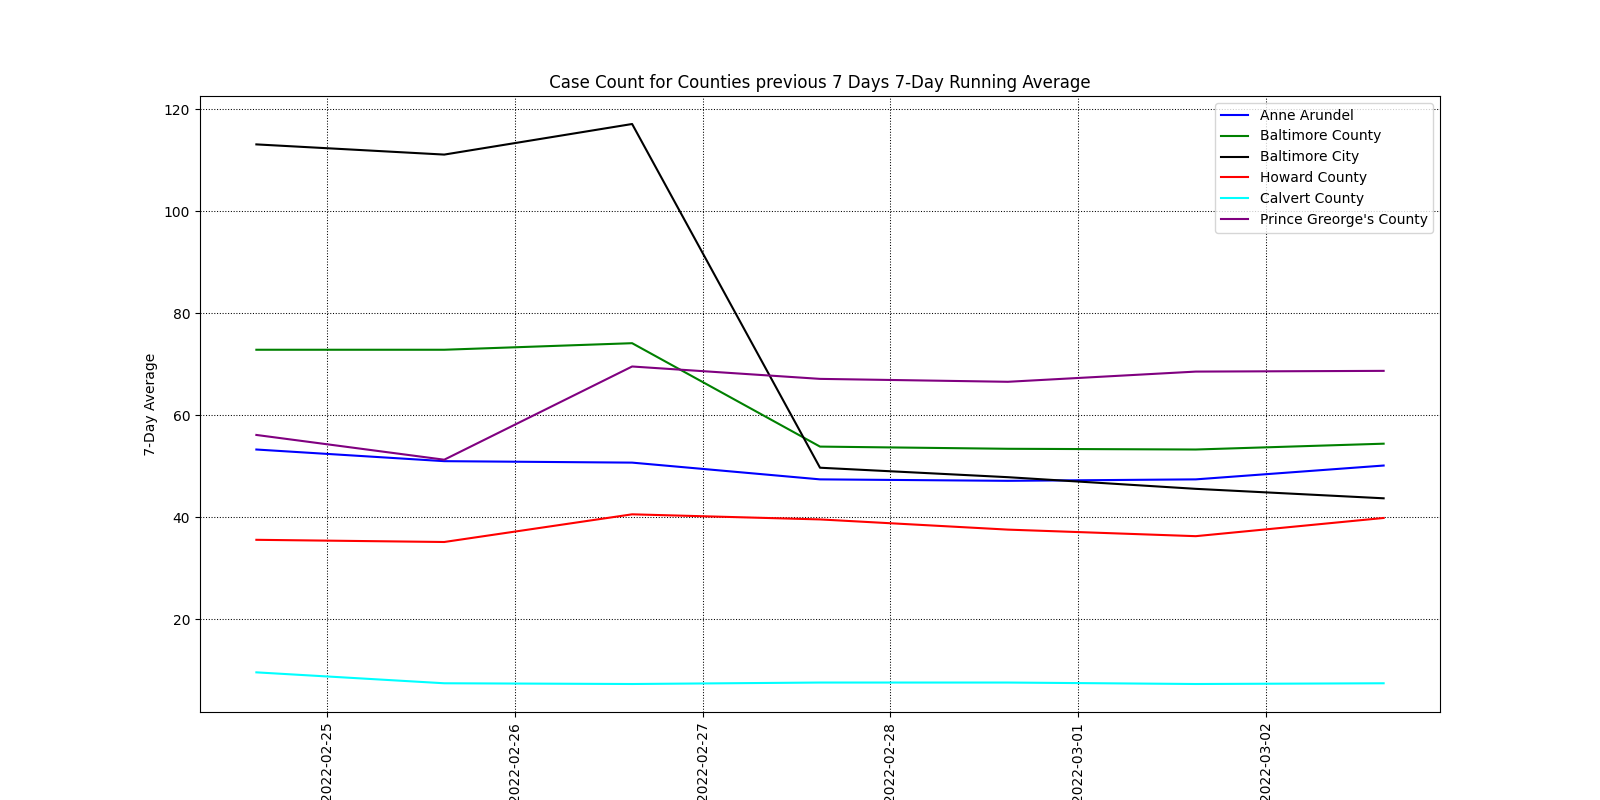 Case Count for Counties previous 7 Days 7-Day Running Average
120
100
80
60
40
20
7-Day Average
Anne Arundel
Baltimore County
Baltimore City
Howard County
Calvert County
Prince Greorge's County
2022-02-25
2022-02-26
2022-02-27
2022-02-28
2022-03-01
2022-03-02